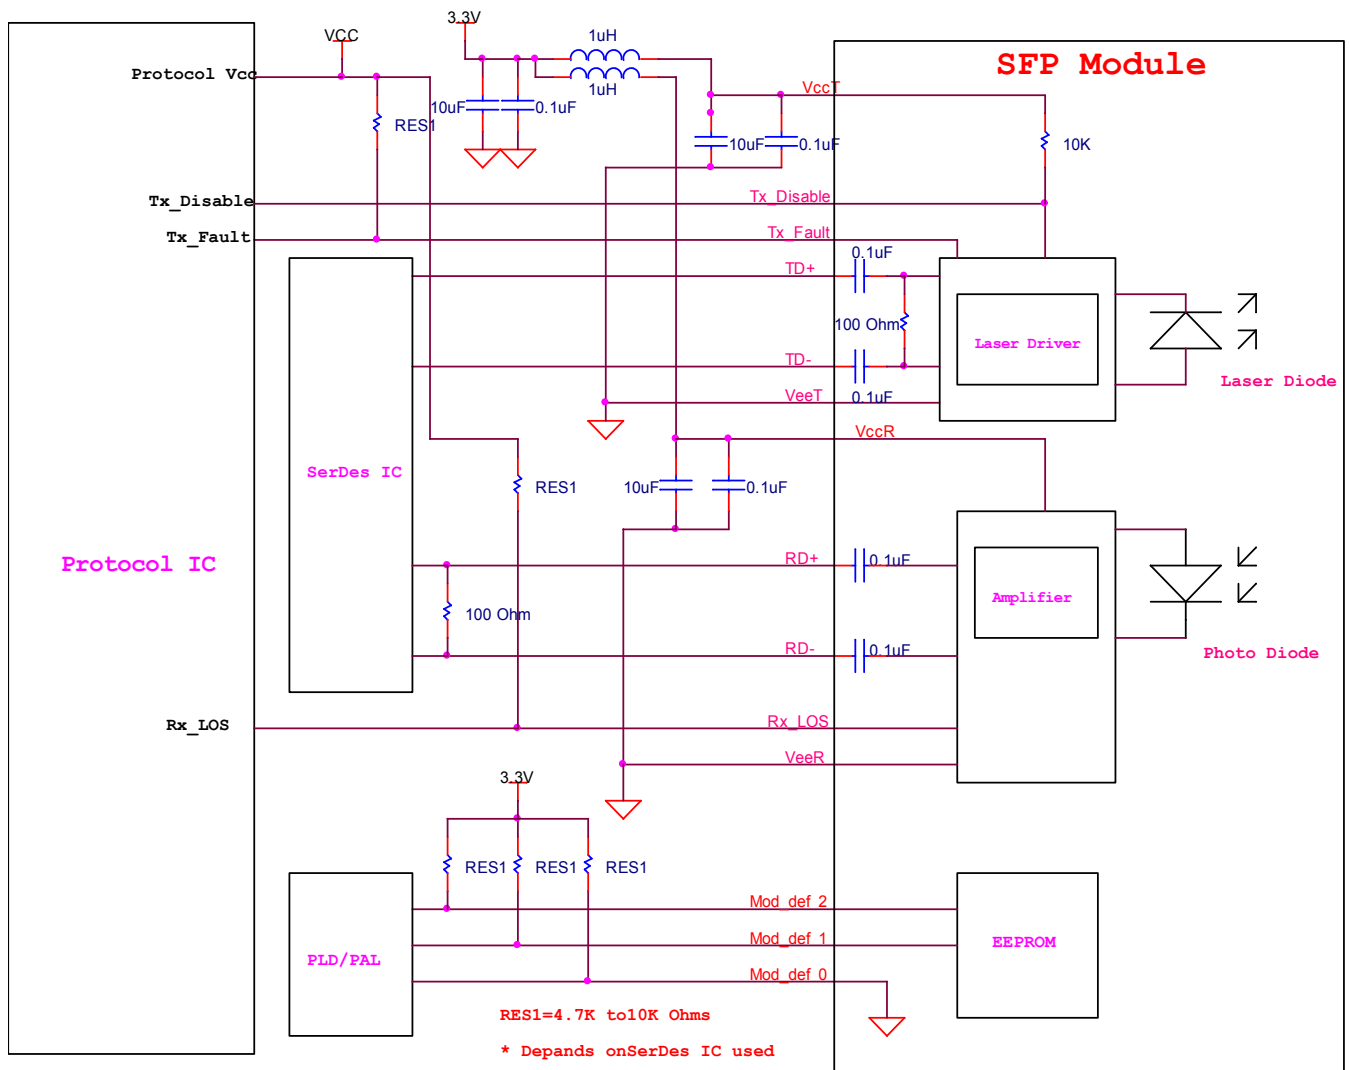 3.3V
VCC
1uH
SFP Module
Protocol Vcc
1uH
VccT
10uF
0.1uF
RES1
10uF
0.1uF
10K
Tx_Disable
Tx_Disable
Tx_Fault
Tx_Fault
0.1uF
TD+
100 Ohm
Laser Driver
TD-
Laser Diode
VeeT
0.1uF
VccR
SerDes IC
RES1
10uF
0.1uF
Protocol IC
RD+
0.1uF
Amplifier
100 Ohm
RD-
0.1uF
Photo Diode
Rx_LOS
Rx_LOS
VeeR
3.3V
RES1
RES1
RES1
Mod_def 2
Mod_def 1
EEPROM
PLD/PAL
Mod_def 0
RES1=4.7K to10K Ohms
* Depands onSerDes IC used